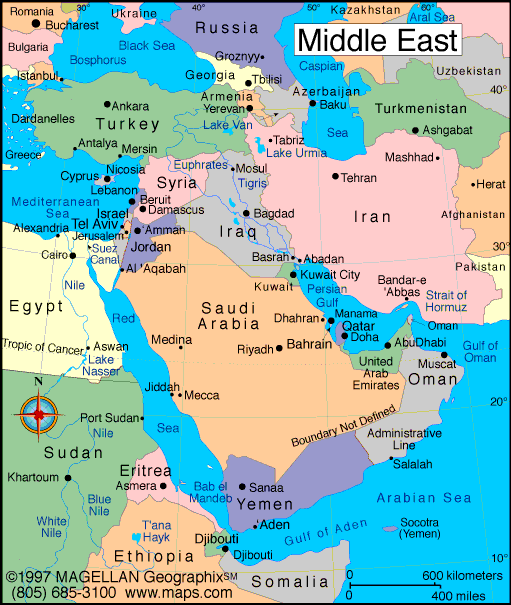 Middle East
Romania
Bucharest
Ukraine
Russia
Kazakhstan
Aral Sea
30°
40°
50°
60°
Bulgaria
Black Sea
Bosphorus
Groznyy
Caspian
Uzbekistan
Istanbul
Georgia
Tbilisi
Armenia
Yerevan
Azerbaijan
Baku
40°
Ankara
Turkey
Lake Van
Sea
Turkmenistan
Ashgabat
Dardanelles
Greece
Antalya
Mersin
Tabriz
Lake Urmia
Mashhad
Cyprus
Nicosia
Euphrates
Mosul
Tigris
Tehran
Herat
Lebanon
Beruit
Syria
Mediterranean
Sea
Israel
Damascus
Bagdad
Iraq
Iran
Afghanistan
Alexandria
Tel Aviv
Jerusalem
'Amman
Jordan
Cairo
Suez
Canal
Al 'Aqabah
Basran
Abadan
30°
Kuwait City
Kuwait
Pakistan
Nile
Egypt
Persian
Gulf
Bandar-e
'Abbas
Strait of
Hormuz
Saudi
Arabia
Red
Dhahran
Manama
Qatar
Doha
Oman
Gulf of
Oman
Tropic of Cancer
Aswan
Lake
Nasser
Medina
Riyadh
Bahrain
AbuDhabi
Muscat
United
Arab
Emirates
Oman
N
Jiddah
Mecca
20°
Port Sudan
Nile
Sea
Boundary Not Defined
Administrative
Line
Sudan
Salalah
Khartoum
Eritrea
Asmera
Bab el
Mandeb
Sanaa
Yemen
Arabian Sea
Blue
Nile
White
Nile
T'ana
Hayk
'Aden
Gulf of Aden
Socotra
(Yemen)
Djibouti
Djibouti
Ethiopia
Somalia
10°
©1997 MAGELLAN Geographix℠
(805) 685-3100 www.maps.com
0 600 kilometers
0 400 miles